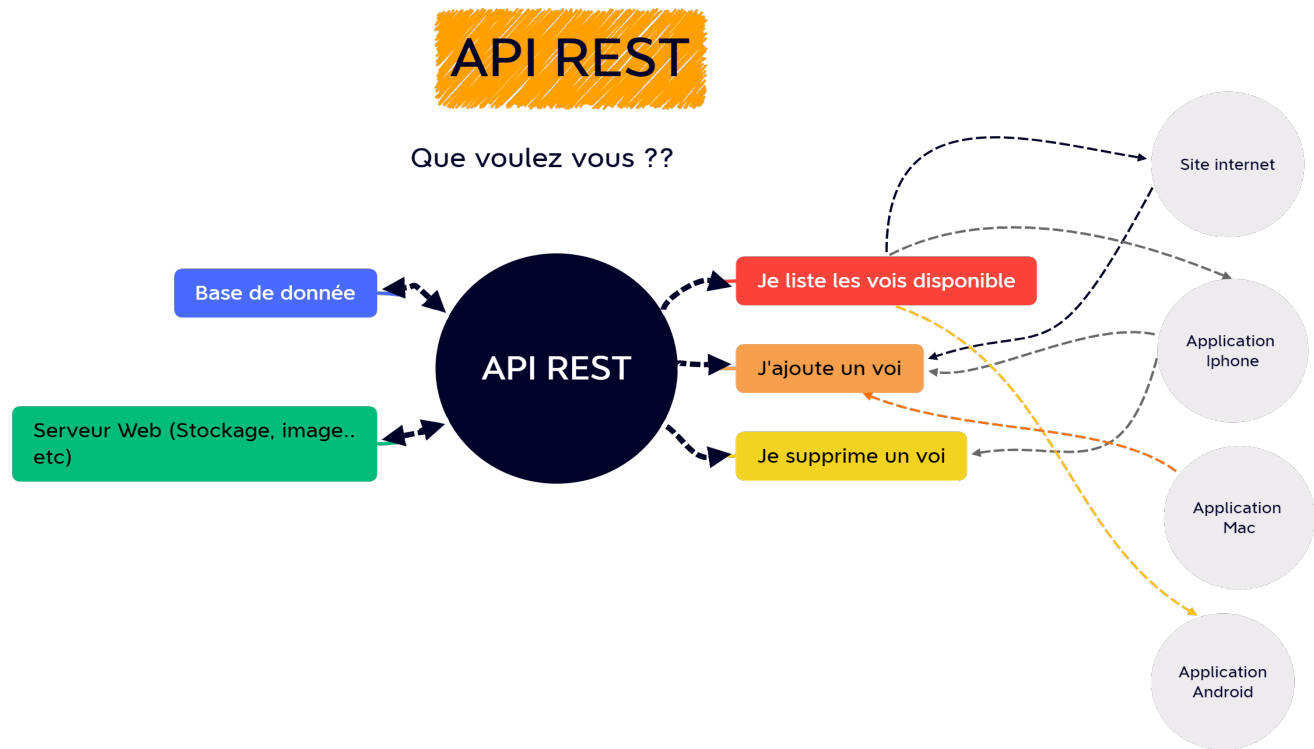 API REST
Que voulez vous ??
Site internet
Base de donnée
Je liste les vois disponible
Application
Iphone
API REST
J'ajoute un voi
Serveur Web (Stockage, image..
etc)
Je supprime un voi
Application
Mac
Application
Android